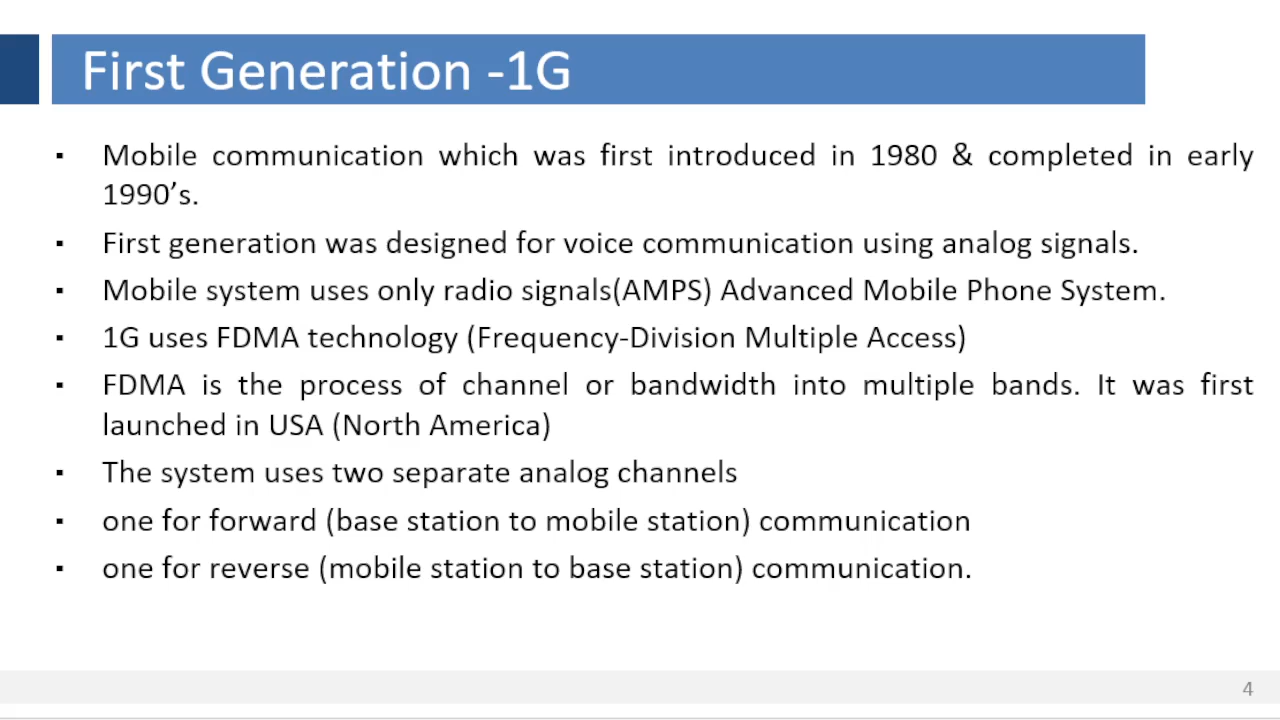 First Generation -1G
▪ Mobile communication which was first introduced in 1980 & completed in early
1990’s.
▪ First generation was designed for voice communication using analog signals.
▪ Mobile system uses only radio signals(AMPS) Advanced Mobile Phone System.
▪ 1G uses FDMA technology (Frequency-Division Multiple Access)
▪ FDMA is the process of channel or bandwidth into multiple bands. It was first
launched in USA (North America)
▪ The system uses two separate analog channels
▪ one for forward (base station to mobile station) communication
▪ one for reverse (mobile station to base station) communication.
4